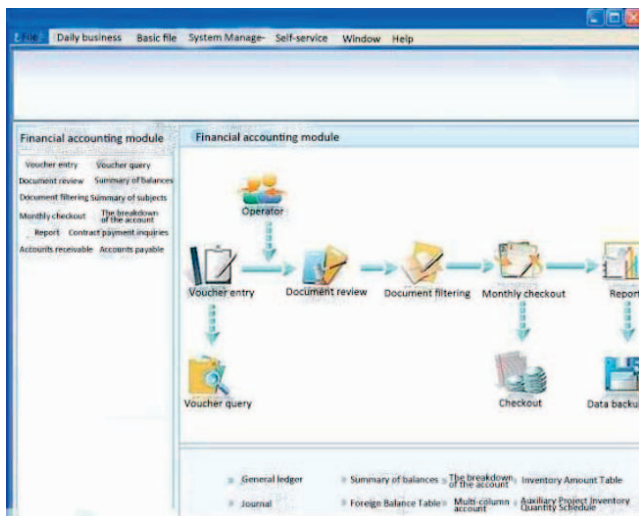 File Daily business Basic file System Manage- Self-service Window Help
Financial accounting module
Voucher entry Voucher query
Document review Summary of balances
Document filtering Summary of subjects
Monthly checkout The breakdown
of the account
Report Contract payment inquiries
Accounts receivable Accounts payable
Financial accounting module
Operator
Voucher entry Document review Document filtering Monthly checkout Report
Voucher query Checkout Data backu
General ledger Summary of balances The breakdown
of the account Inventory Amount Table
Journal Foreign Balance Table Multi-column
account Auxiliary Project Inventory
Quantity Schedule